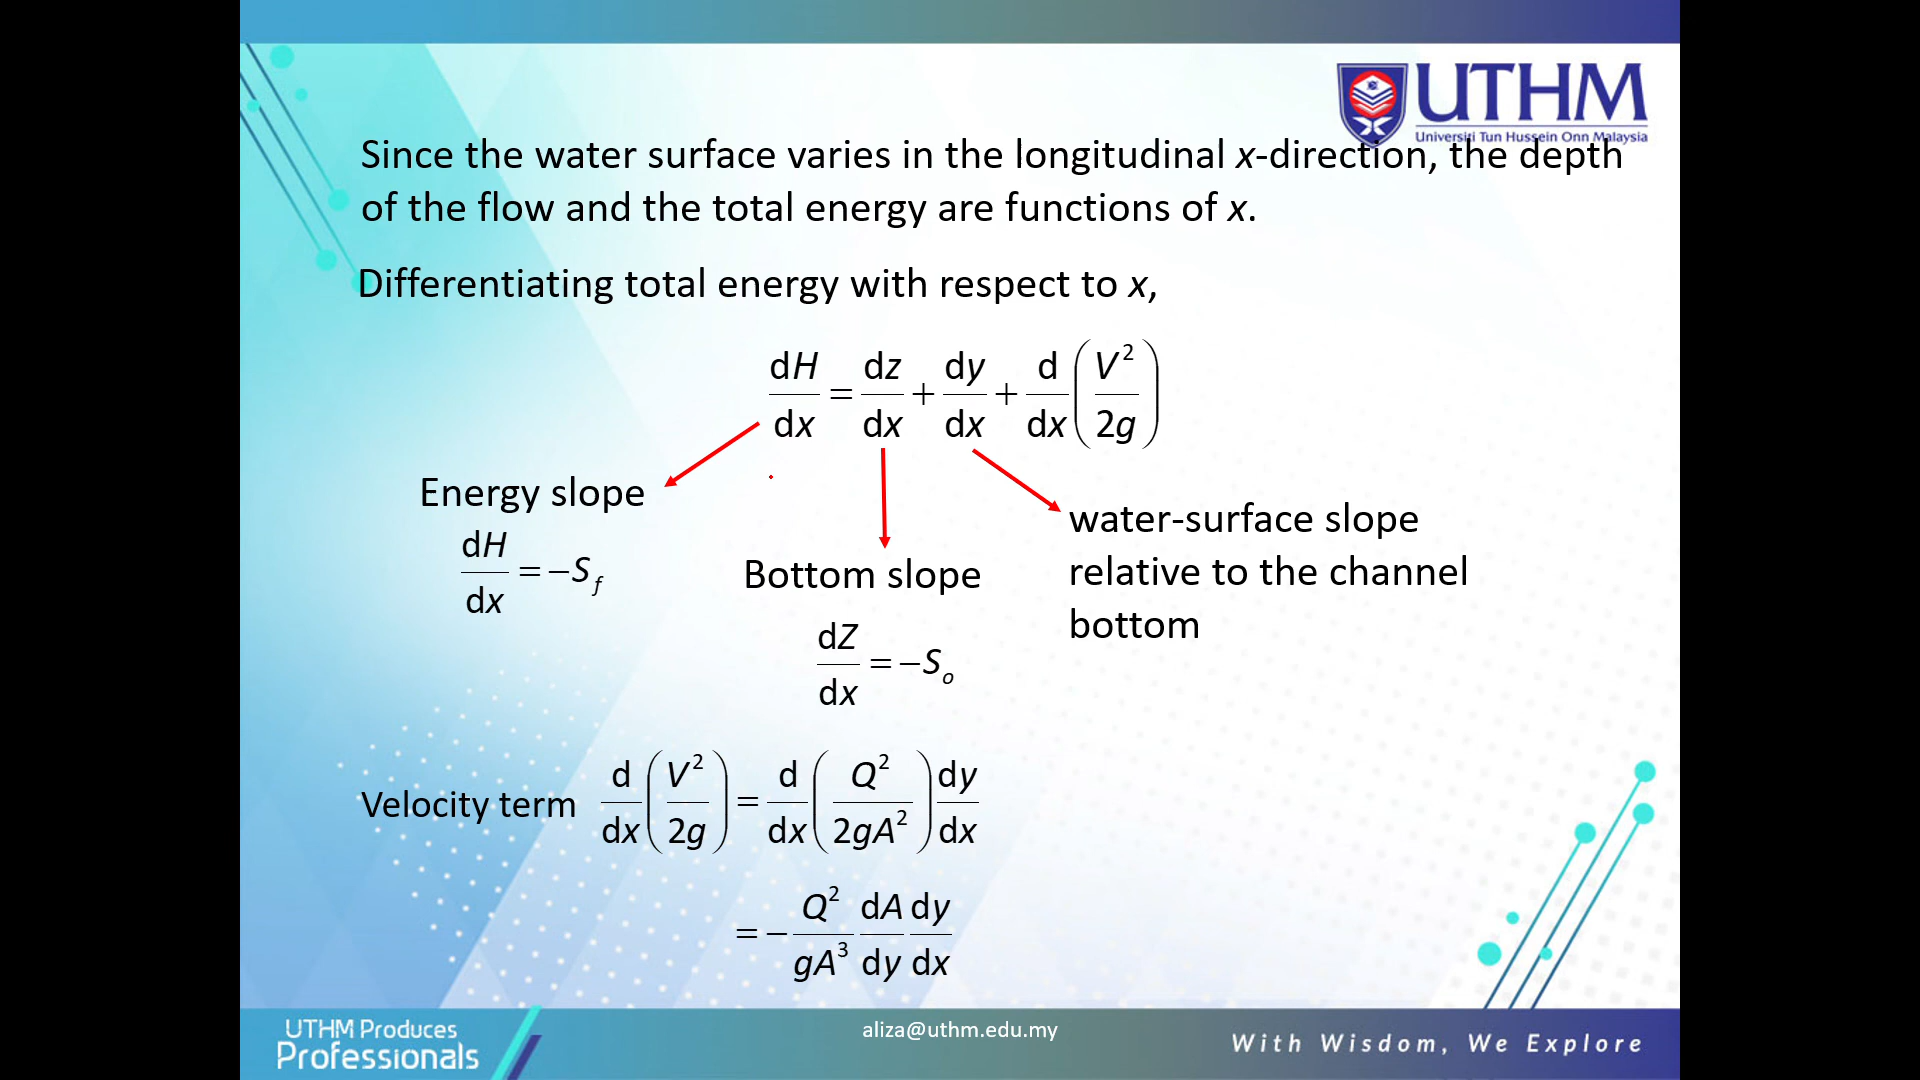 UTHM
Universiti Tun Hussein Onn Malaysia
Since the water surface varies in the longitudinal x-direction, the depth
of the flow and the total energy are functions of x.
Differentiating total energy with respect to x,
dH/dx = dz/dx + dy/dx + d/dx (V²/2g)
Energy slope
dH/dx = −S_f
Bottom slope
dZ/dx = −S_o
water-surface slope
relative to the channel
bottom
Velocity term d/dx (V²/2g) = d/dx (Q²/2gA²) dy/dx
= − Q²/gA³ dA/dy dy/dx
UTHM Produces
Professionals
aliza@uthm.edu.my
With Wisdom, We Explore